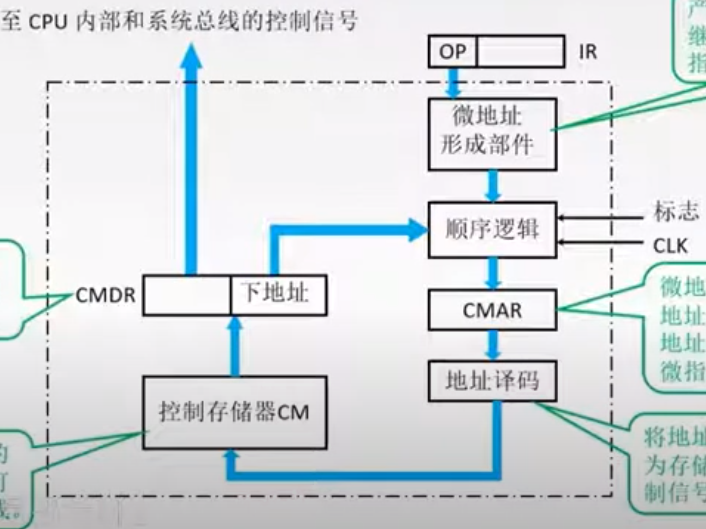 至 CPU 内部和系统总线的控制信号
OP
IR
微地址
形成部件
顺序逻辑
标志
CLK
CMDR
下地址
CMAR
地址译码
控制存储器CM
产
继
指
微地
地址
地址
微指
将地址
为存储
制信号
的